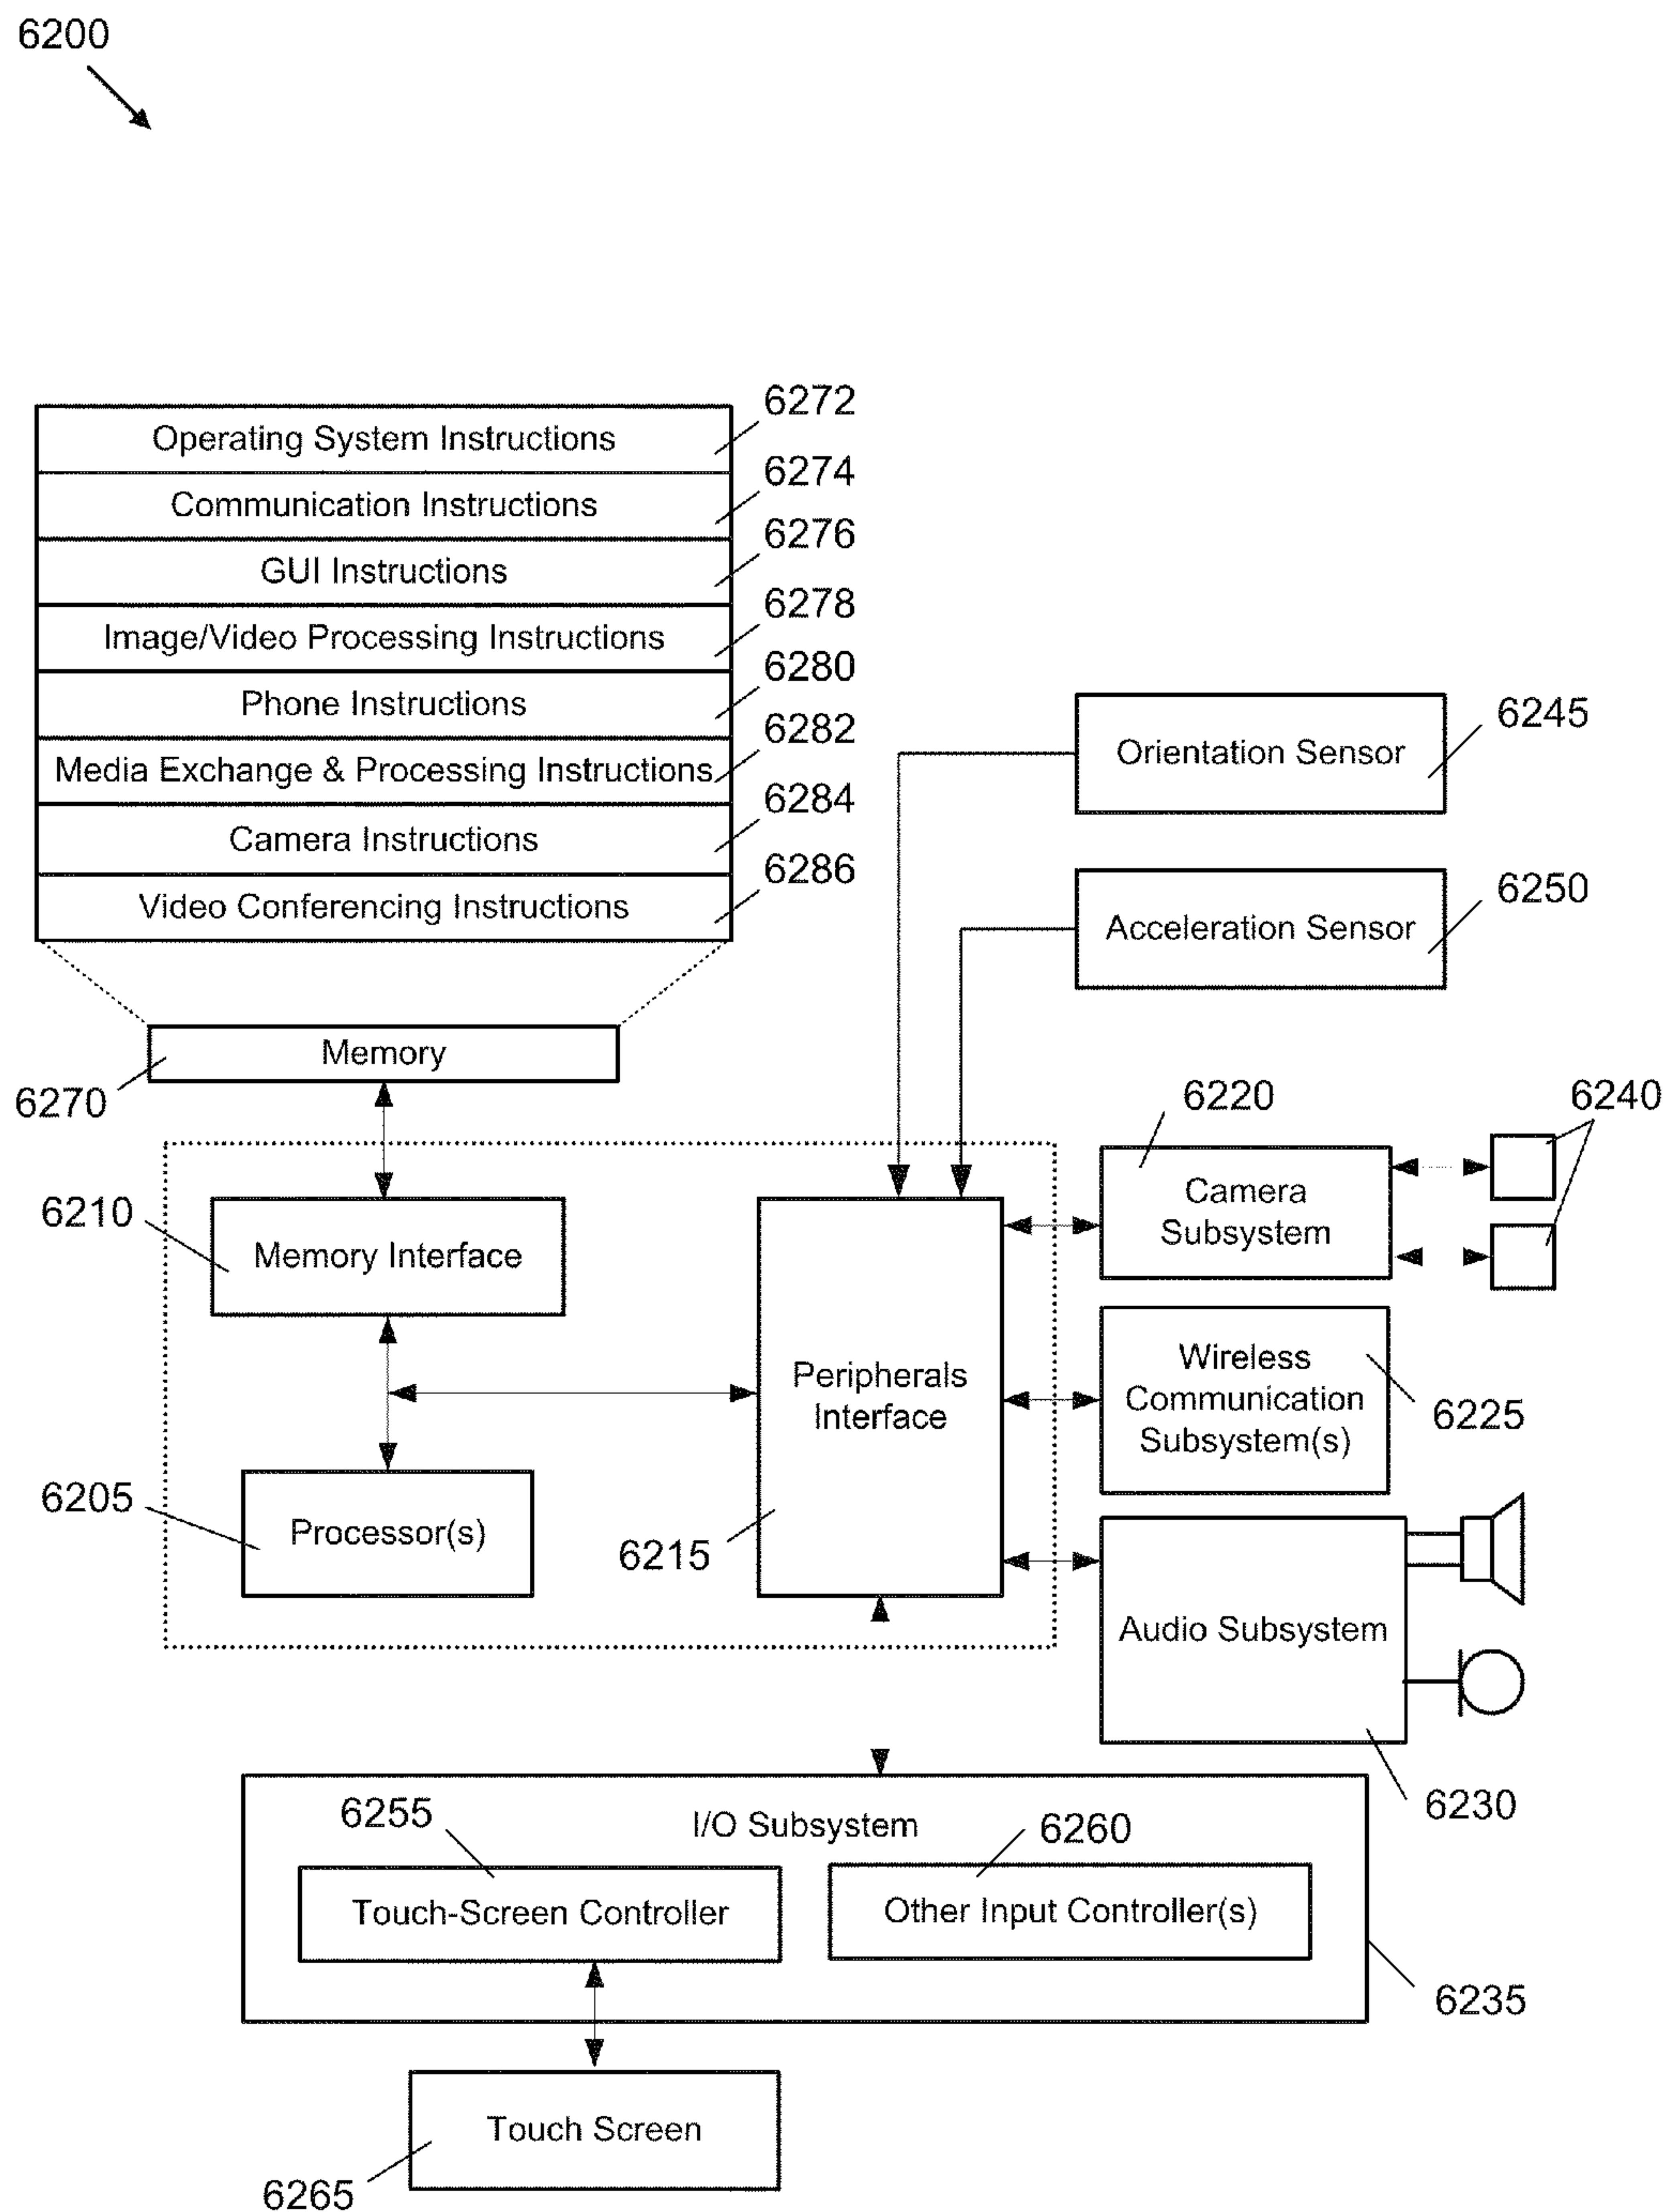 6200
Operating System Instructions
6272
Communication Instructions
6274
GUI Instructions
6276
Image/Video Processing Instructions
6278
Phone Instructions
6280
Media Exchange & Processing Instructions
6282
Camera Instructions
6284
Video Conferencing Instructions
6286
Memory
6270
Orientation Sensor
6245
Acceleration Sensor
6250
6220
6240
Camera
Subsystem
6210
Memory Interface
Peripherals
Interface
6215
Wireless
Communication
Subsystem(s)
6225
6205
Processor(s)
Audio Subsystem
6230
I/O Subsystem
6255
6260
Touch-Screen Controller
Other Input Controller(s)
6235
Touch Screen
6265